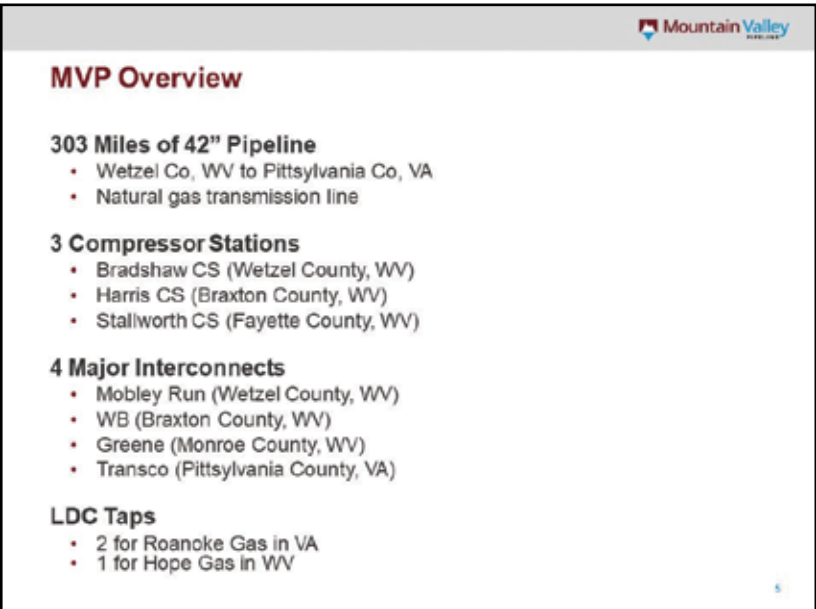 Mountain Valley
PIPELINE
MVP Overview
303 Miles of 42” Pipeline
• Wetzel Co, WV to Pittsylvania Co, VA
• Natural gas transmission line
3 Compressor Stations
• Bradshaw CS (Wetzel County, WV)
• Harris CS (Braxton County, WV)
• Stallworth CS (Fayette County, WV)
4 Major Interconnects
• Mobley Run (Wetzel County, WV)
• WB (Braxton County, WV)
• Greene (Monroe County, WV)
• Transco (Pittsylvania County, VA)
LDC Taps
• 2 for Roanoke Gas in VA
• 1 for Hope Gas in WV